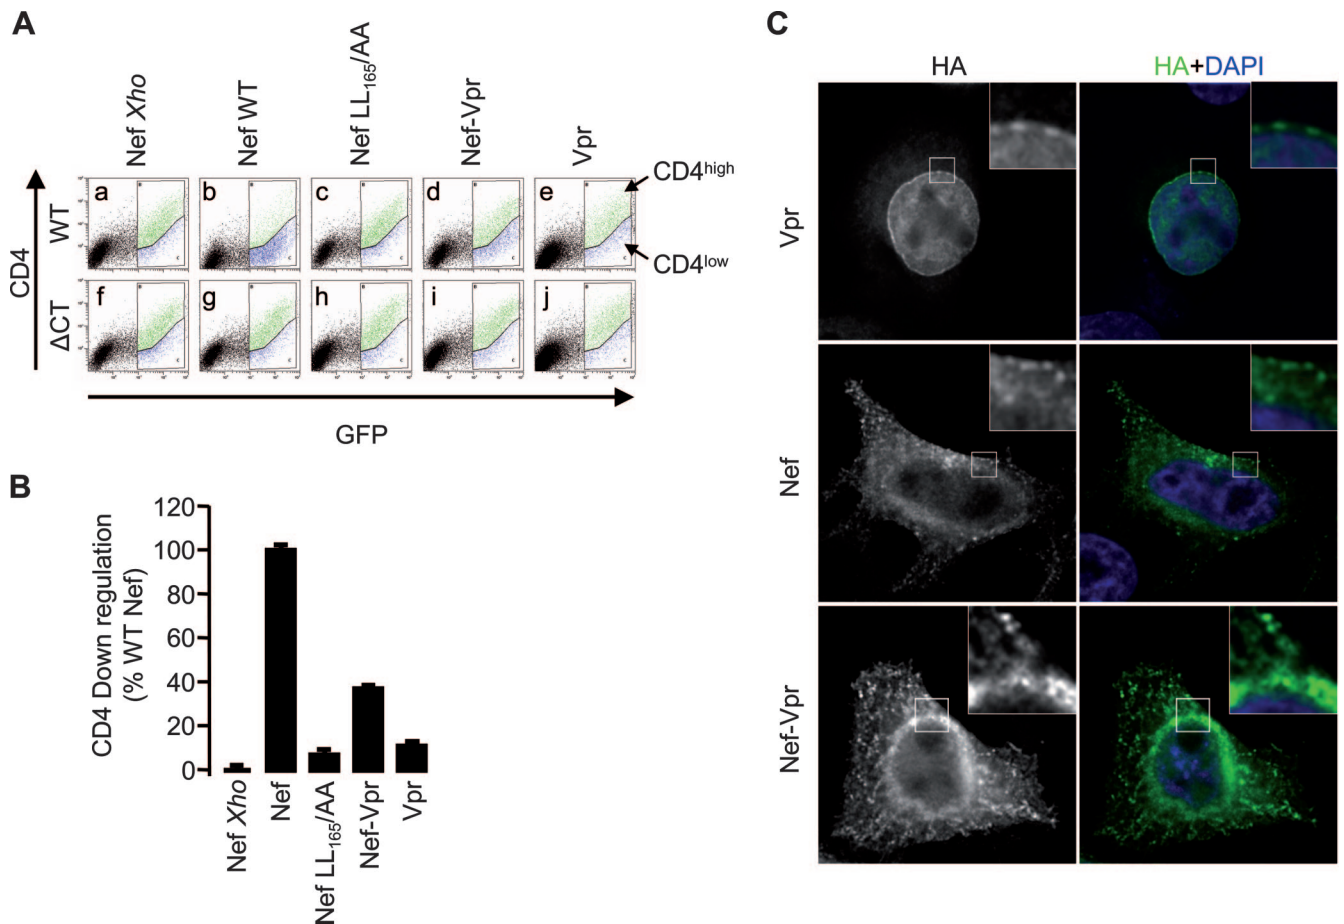 A
Nef Xho
Nef WT
Nef LL165/AA
Nef-Vpr
Vpr
CD4
WT
a
b
c
d
e
CD4high
CD4low
ΔCT
f
g
h
i
j
GFP
B
CD4 Down regulation
(% WT Nef)
120
100
80
60
40
20
0
Nef Xho
Nef
Nef LL165/AA
Nef-Vpr
Vpr
C
HA
HA+DAPI
Vpr
Nef
Nef-Vpr